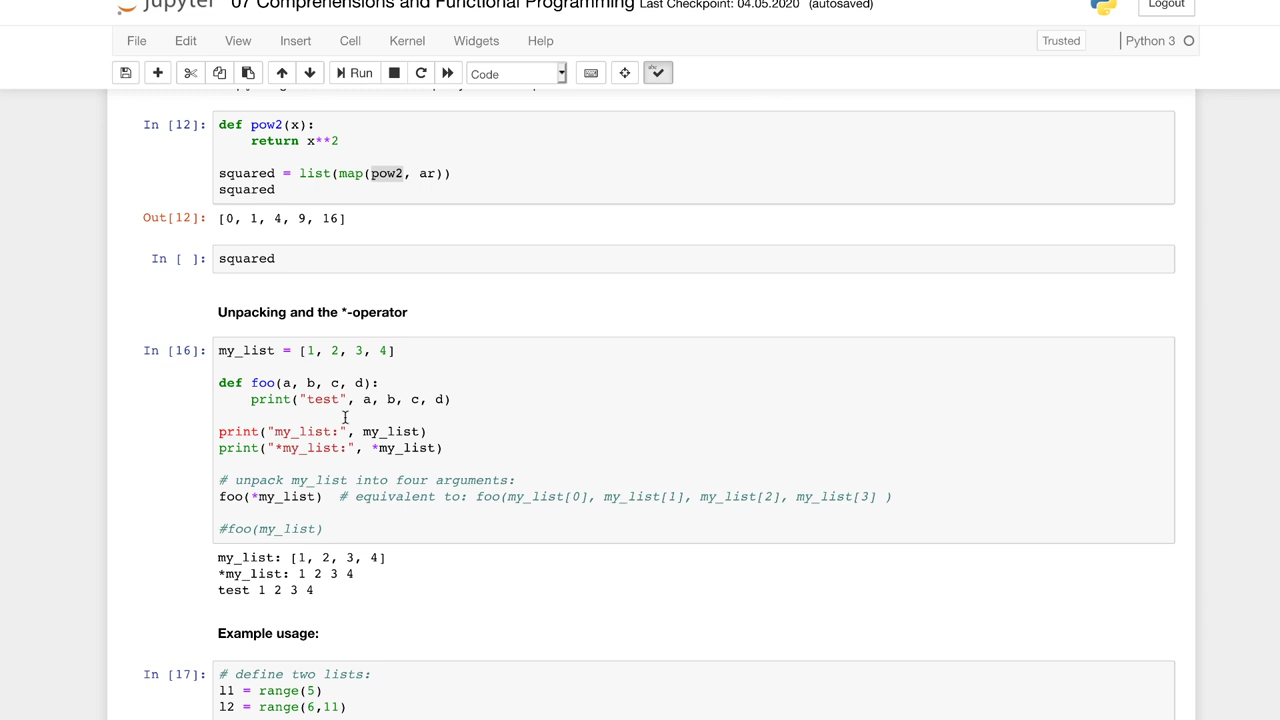 jupyter 07 Comprehensions and Functional Programming Last Checkpoint: 04.05.2020 (autosaved) Logout
File Edit View Insert Cell Kernel Widgets Help Trusted Python 3
Run Code
In [12]: def pow2(x):
return x**2
squared = list(map(pow2, ar))
squared
Out[12]: [0, 1, 4, 9, 16]
In [ ]: squared
Unpacking and the *-operator
In [16]: my_list = [1, 2, 3, 4]
def foo(a, b, c, d):
print("test", a, b, c, d)
print("my_list:", my_list)
print("*my_list:", *my_list)
# unpack my_list into four arguments:
foo(*my_list)  # equivalent to: foo(my_list[0], my_list[1], my_list[2], my_list[3] )
#foo(my_list)
my_list: [1, 2, 3, 4]
*my_list: 1 2 3 4
test 1 2 3 4
Example usage:
In [17]: # define two lists:
l1 = range(5)
l2 = range(6,11)